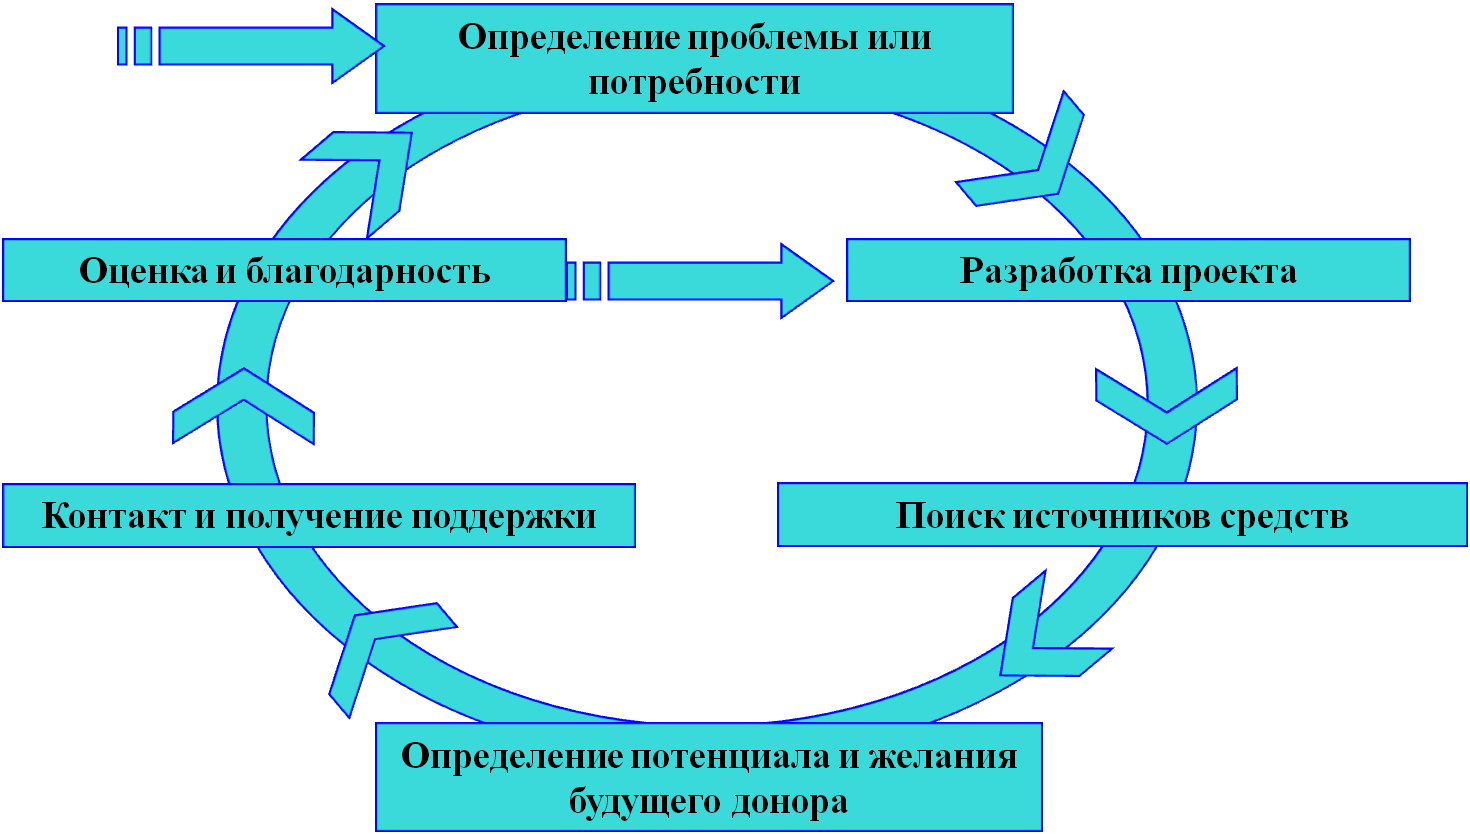 Определение проблемы или
потребности
Оценка и благодарность
Разработка проекта
Контакт и получение поддержки
Поиск источников средств
Определение потенциала и желания
будущего донора